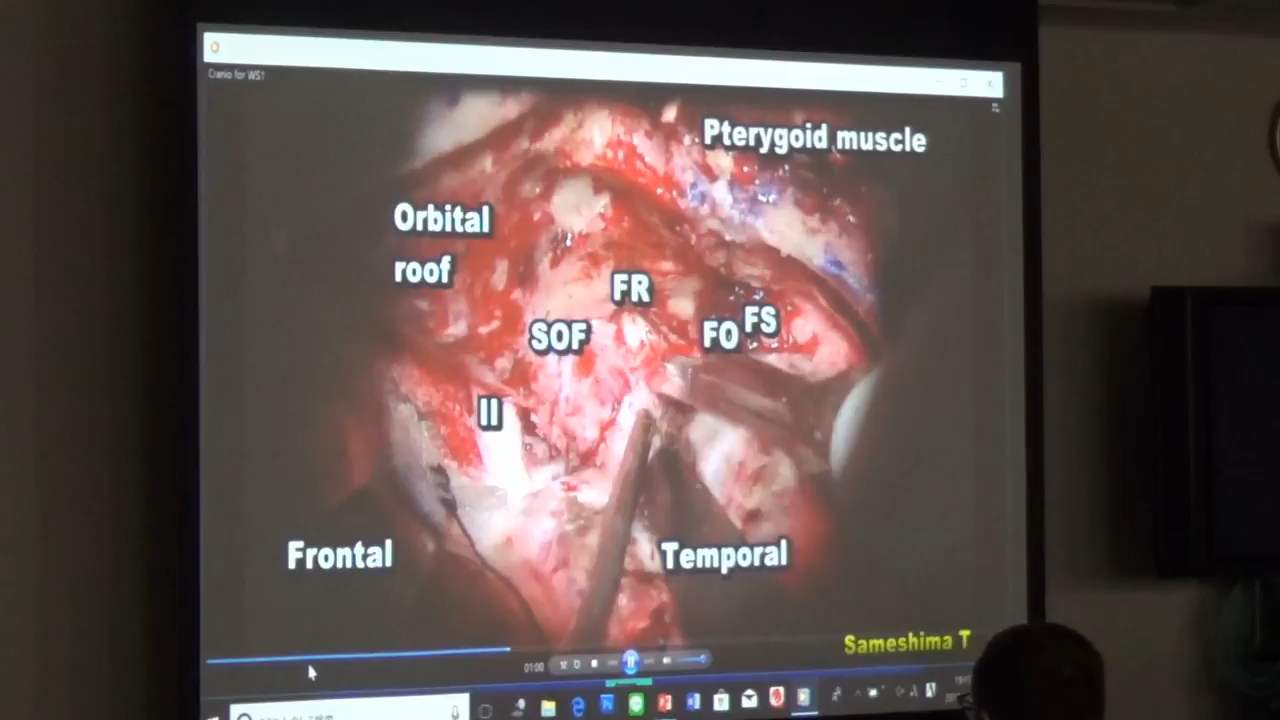 Cranio for WS1
Pterygoid muscle
Orbital
roof
FR
SOF
FO
FS
II
Frontal
Temporal
Sameshima T
01:00